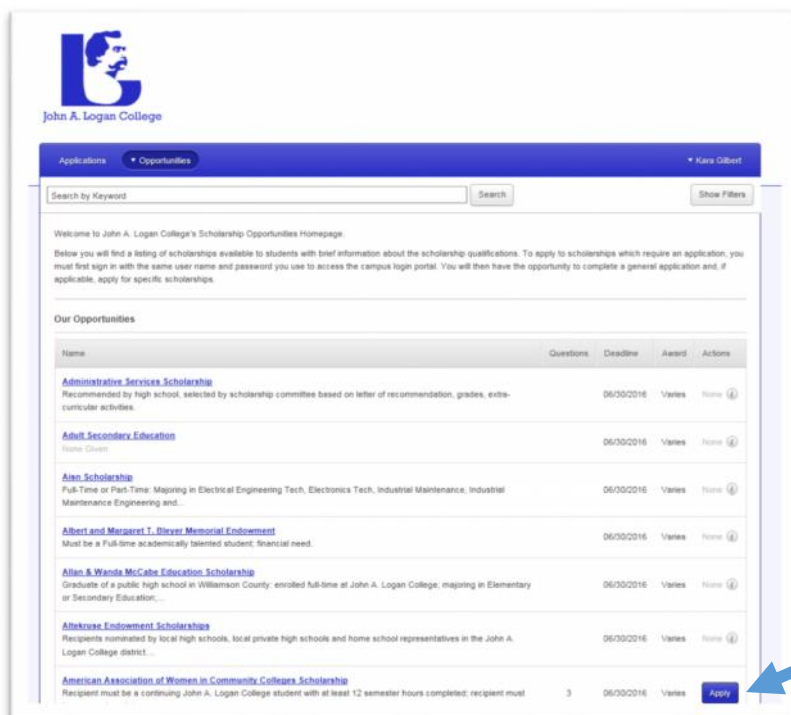 John A. Logan College
Applications ▾ Opportunities ▾ Kara Gilbert
Search by Keyword Search Show Filters
Welcome to John A. Logan College's Scholarship Opportunities Homepage.
Below you will find a listing of scholarships available to students with brief information about the scholarship qualifications. To apply to scholarships which require an application, you
must first sign in with the same user name and password you use to access the campus login portal. You will then have the opportunity to complete a general application and, if
applicable, apply for specific scholarships.
Our Opportunities
Name Questions Deadline Award Actions
Administrative Services Scholarship
Recommended by high school, selected by scholarship committee based on letter of recommendation, grades, extra-
curricular activities. 06/30/2016 Varies None
Adult Secondary Education
None Given 06/30/2016 Varies None
Aisn Scholarship
Full-Time or Part-Time: Majoring in Electrical Engineering Tech, Electronics Tech, Industrial Maintenance, Industrial
Maintenance Engineering and... 06/30/2016 Varies None
Albert and Margaret T. Bleyer Memorial Endowment
Must be a Full-time academically talented student; financial need. 06/30/2016 Varies None
Allan & Wanda McCabe Education Scholarship
Graduate of a public high school in Williamson County: enrolled full-time at John A. Logan College; majoring in Elementary
or Secondary Education;... 06/30/2016 Varies None
Altekruse Endowment Scholarships
Recipients nominated by local high schools, local private high schools and home school representatives in the John A.
Logan College district. ... 06/30/2016 Varies None
American Association of Women in Community Colleges Scholarship
Recipient must be a continuing John A. Logan College student with at least 12 semester hours completed; recipient must 3 06/30/2016 Varies Apply